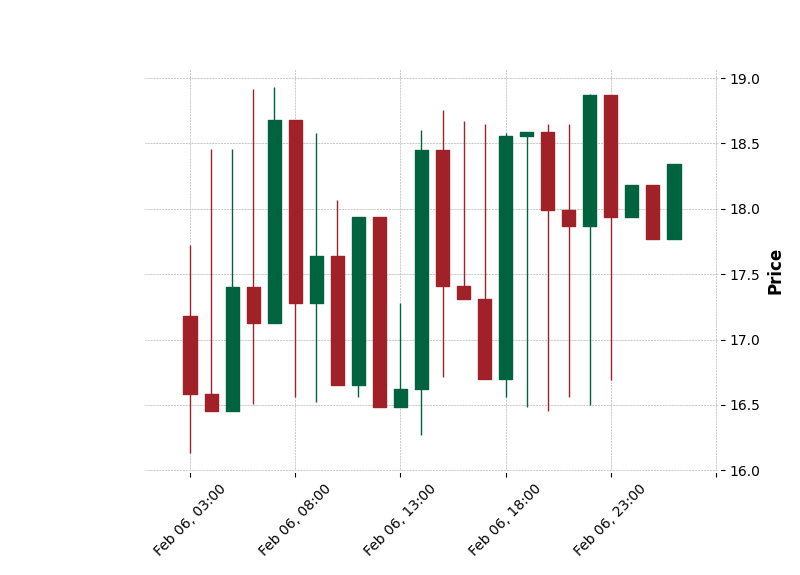 19.0
18.5
18.0
17.5
17.0
16.5
16.0
Price
Feb 06, 03:00
Feb 06, 08:00
Feb 06, 13:00
Feb 06, 18:00
Feb 06, 23:00